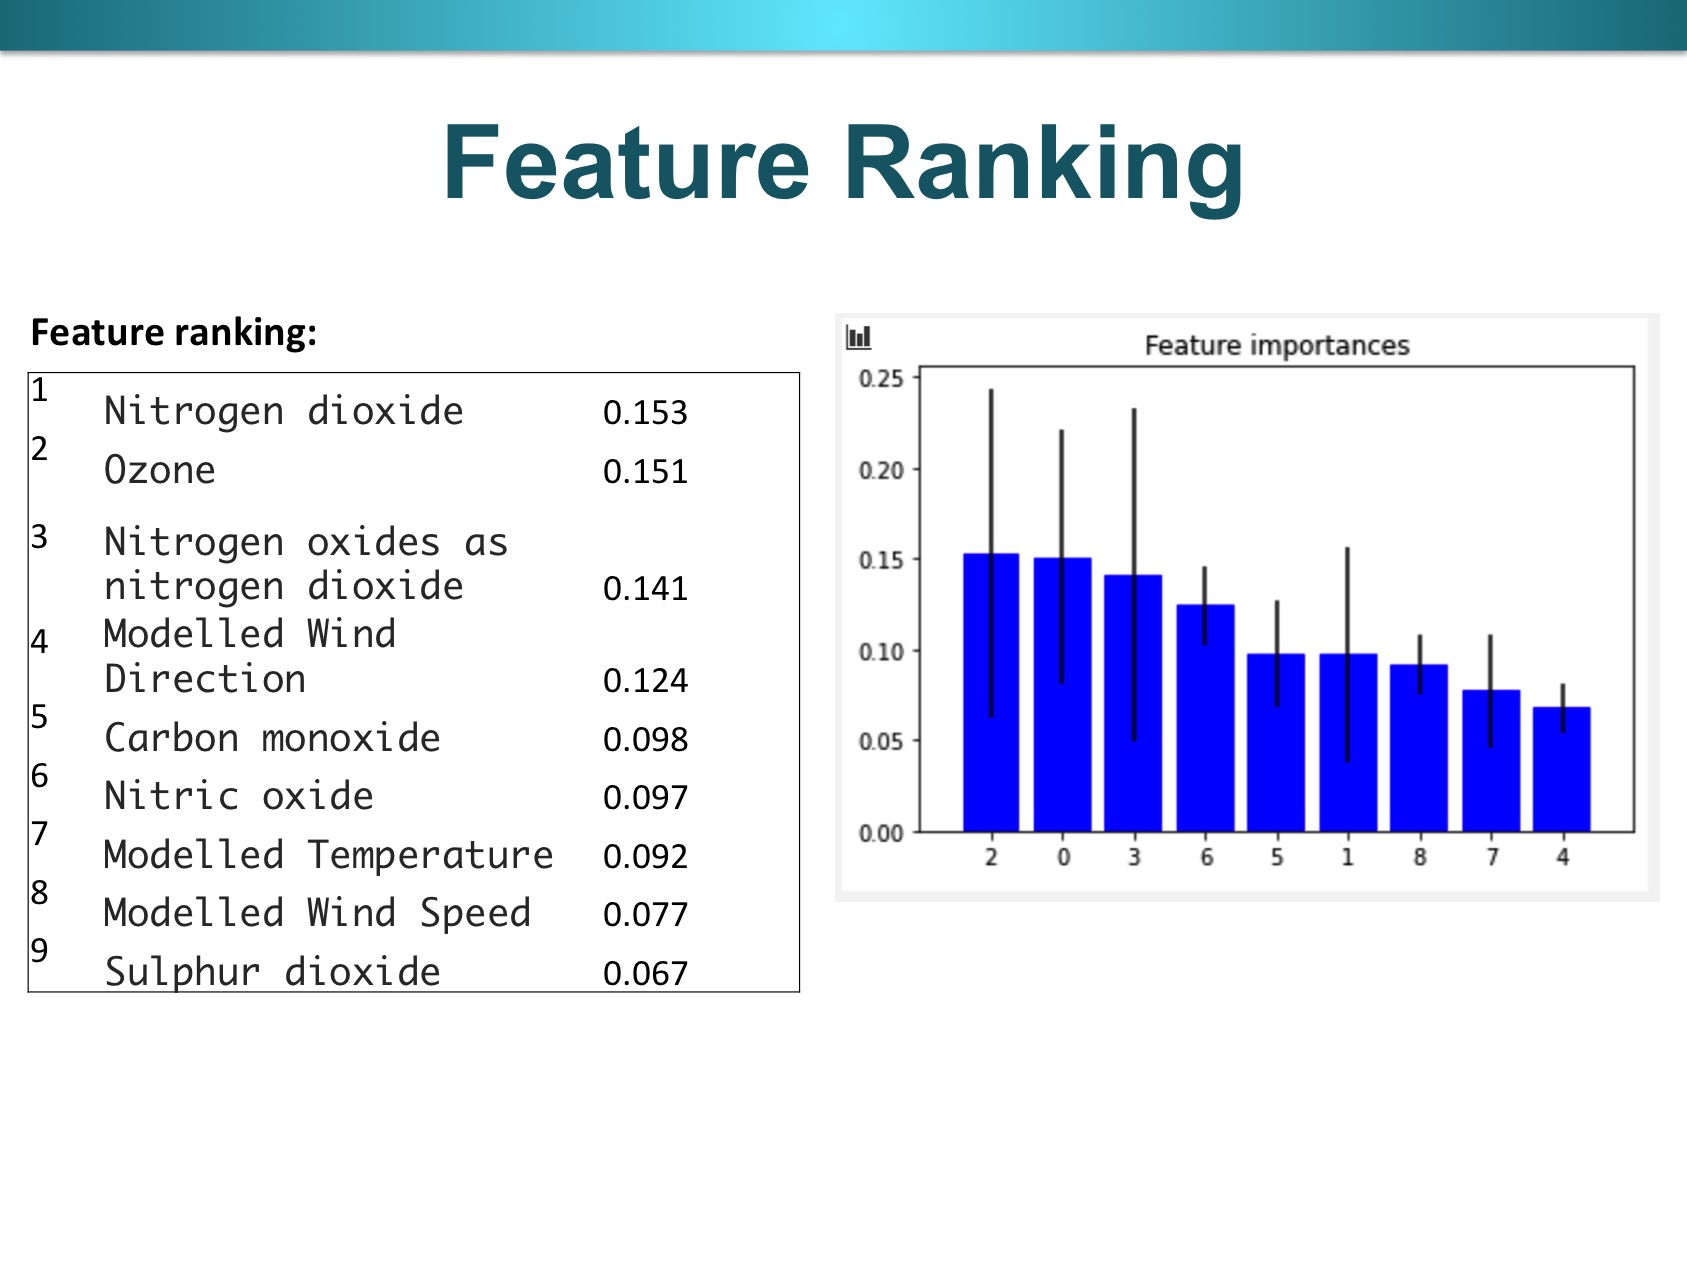 Feature Ranking
Feature ranking:
1 Nitrogen dioxide 0.153
2 Ozone 0.151
3 Nitrogen oxides as
nitrogen dioxide 0.141
4 Modelled Wind
Direction 0.124
5 Carbon monoxide 0.098
6 Nitric oxide 0.097
7 Modelled Temperature 0.092
8 Modelled Wind Speed 0.077
9 Sulphur dioxide 0.067
Feature importances
0.25
0.20
0.15
0.10
0.05
0.00
2 0 3 6 5 1 8 7 4